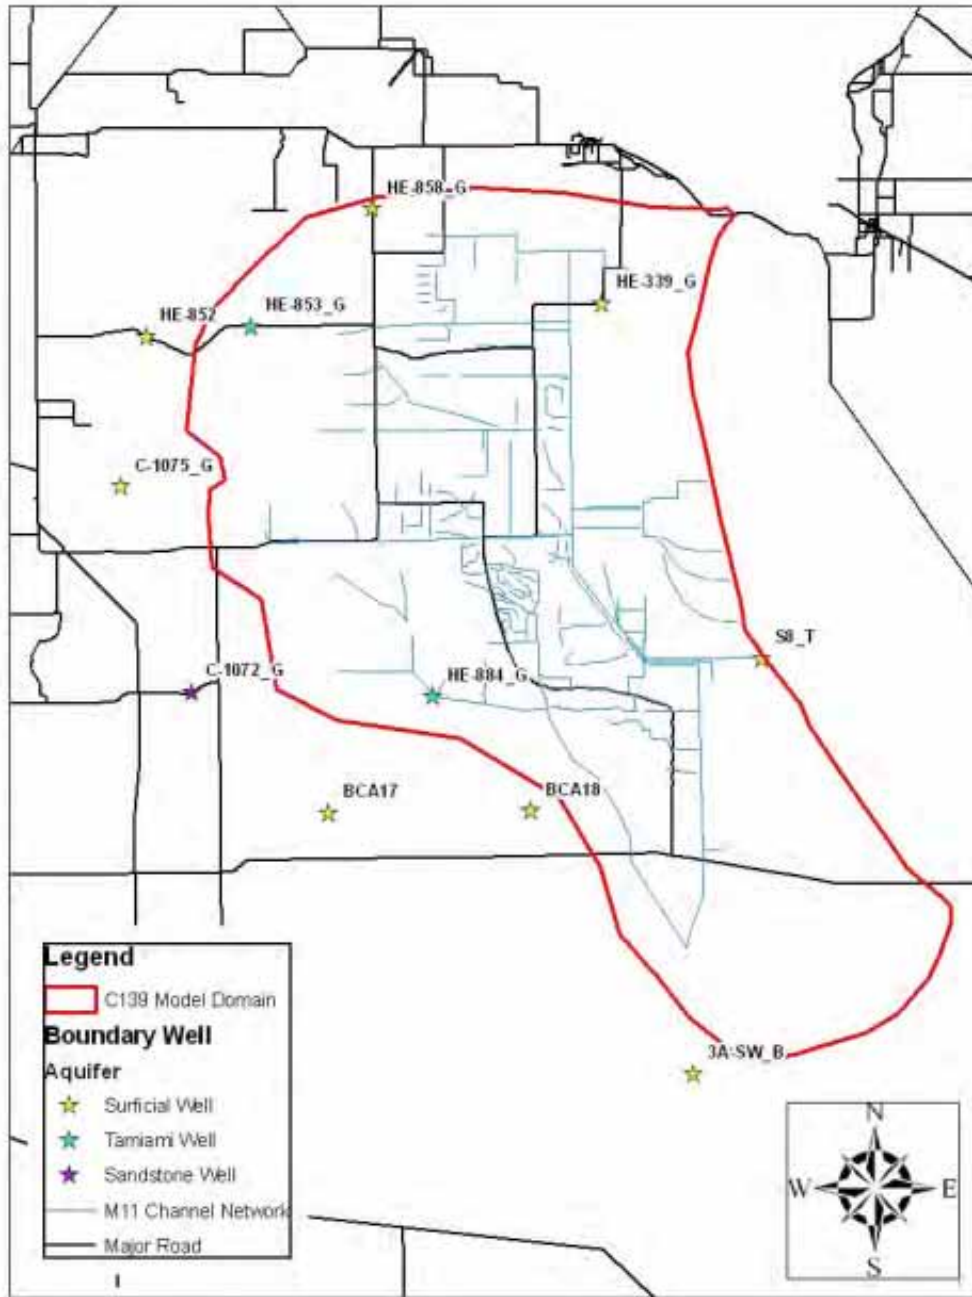 HE-858_G
HE-339_G
HE-853_G
HE-852
C-1075_G
S8_T
C-1072_G
HE-884_G
BCA17
BCA18
3A-SW_B
Legend
C139 Model Domain
Boundary Well
Aquifer
Surficial Well
Tamiami Well
Sandstone Well
M11 Channel Network
Major Road
N
W E
S